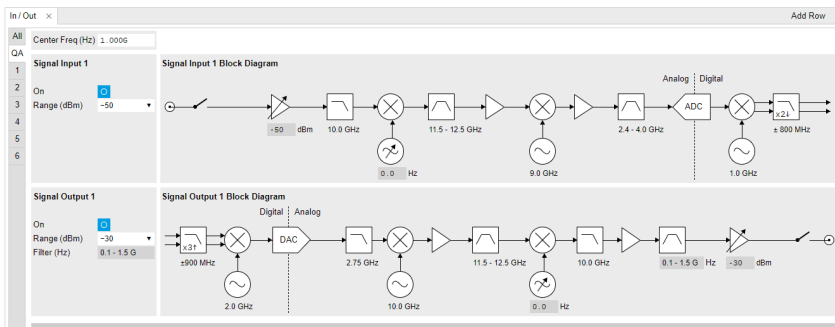 In / Out ×
Add Row
All
QA
1
2
3
4
5
6
Center Freq (Hz) 1.0006
Signal Input 1
On
Range (dBm) -50
Signal Input 1 Block Diagram
Analog Digital
ADC
x2↓
-50 dBm
10.0 GHz
11.5 - 12.5 GHz
2.4 - 4.0 GHz
± 800 MHz
0.0 Hz
9.0 GHz
1.0 GHz
Signal Output 1
On
Range (dBm) -30
Filter (Hz) 0.1 - 1.5 G
Signal Output 1 Block Diagram
Digital Analog
x3↑
DAC
±900 MHz
2.75 GHz
11.5 - 12.5 GHz
10.0 GHz
0.1 - 1.5 G Hz
-30 dBm
2.0 GHz
10.0 GHz
0.0 Hz